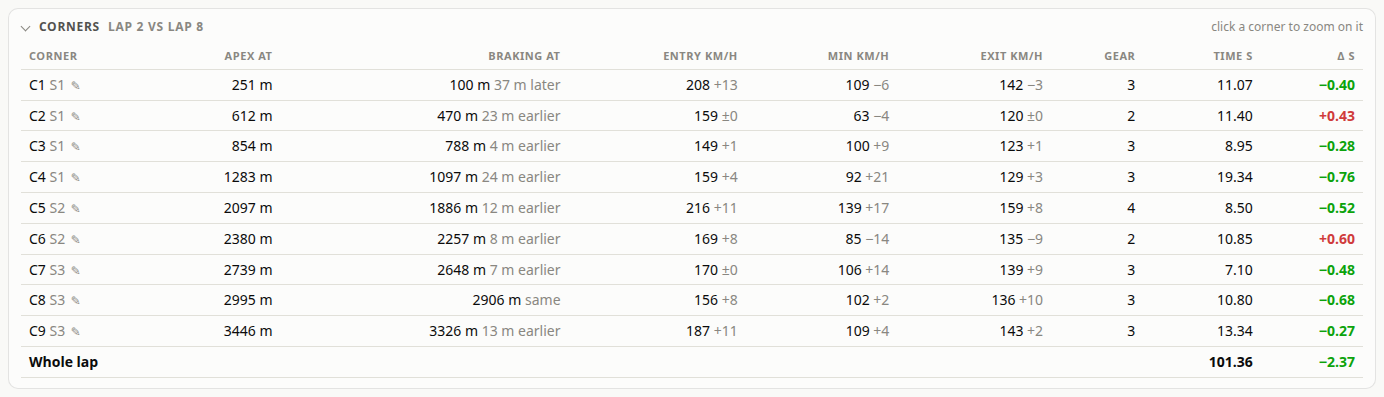 CORNERS LAP 2 VS LAP 8 click a corner to zoom on it
CORNER APEX AT BRAKING AT ENTRY KM/H MIN KM/H EXIT KM/H GEAR TIME S Δ S
C1 S1 ✎ 251 m 100 m 37 m later 208 +13 109 −6 142 −3 3 11.07 −0.40
C2 S1 ✎ 612 m 470 m 23 m earlier 159 ±0 63 −4 120 ±0 2 11.40 +0.43
C3 S1 ✎ 854 m 788 m 4 m earlier 149 +1 100 +9 123 +1 3 8.95 −0.28
C4 S1 ✎ 1283 m 1097 m 24 m earlier 159 +4 92 +21 129 +3 3 19.34 −0.76
C5 S2 ✎ 2097 m 1886 m 12 m earlier 216 +11 139 +17 159 +8 4 8.50 −0.52
C6 S2 ✎ 2380 m 2257 m 8 m earlier 169 +8 85 −14 135 −9 2 10.85 +0.60
C7 S3 ✎ 2739 m 2648 m 7 m earlier 170 ±0 106 +14 139 +9 3 7.10 −0.48
C8 S3 ✎ 2995 m 2906 m same 156 +8 102 +2 136 +10 3 10.80 −0.68
C9 S3 ✎ 3446 m 3326 m 13 m earlier 187 +11 109 +4 143 +2 3 13.34 −0.27
Whole lap 101.36 −2.37